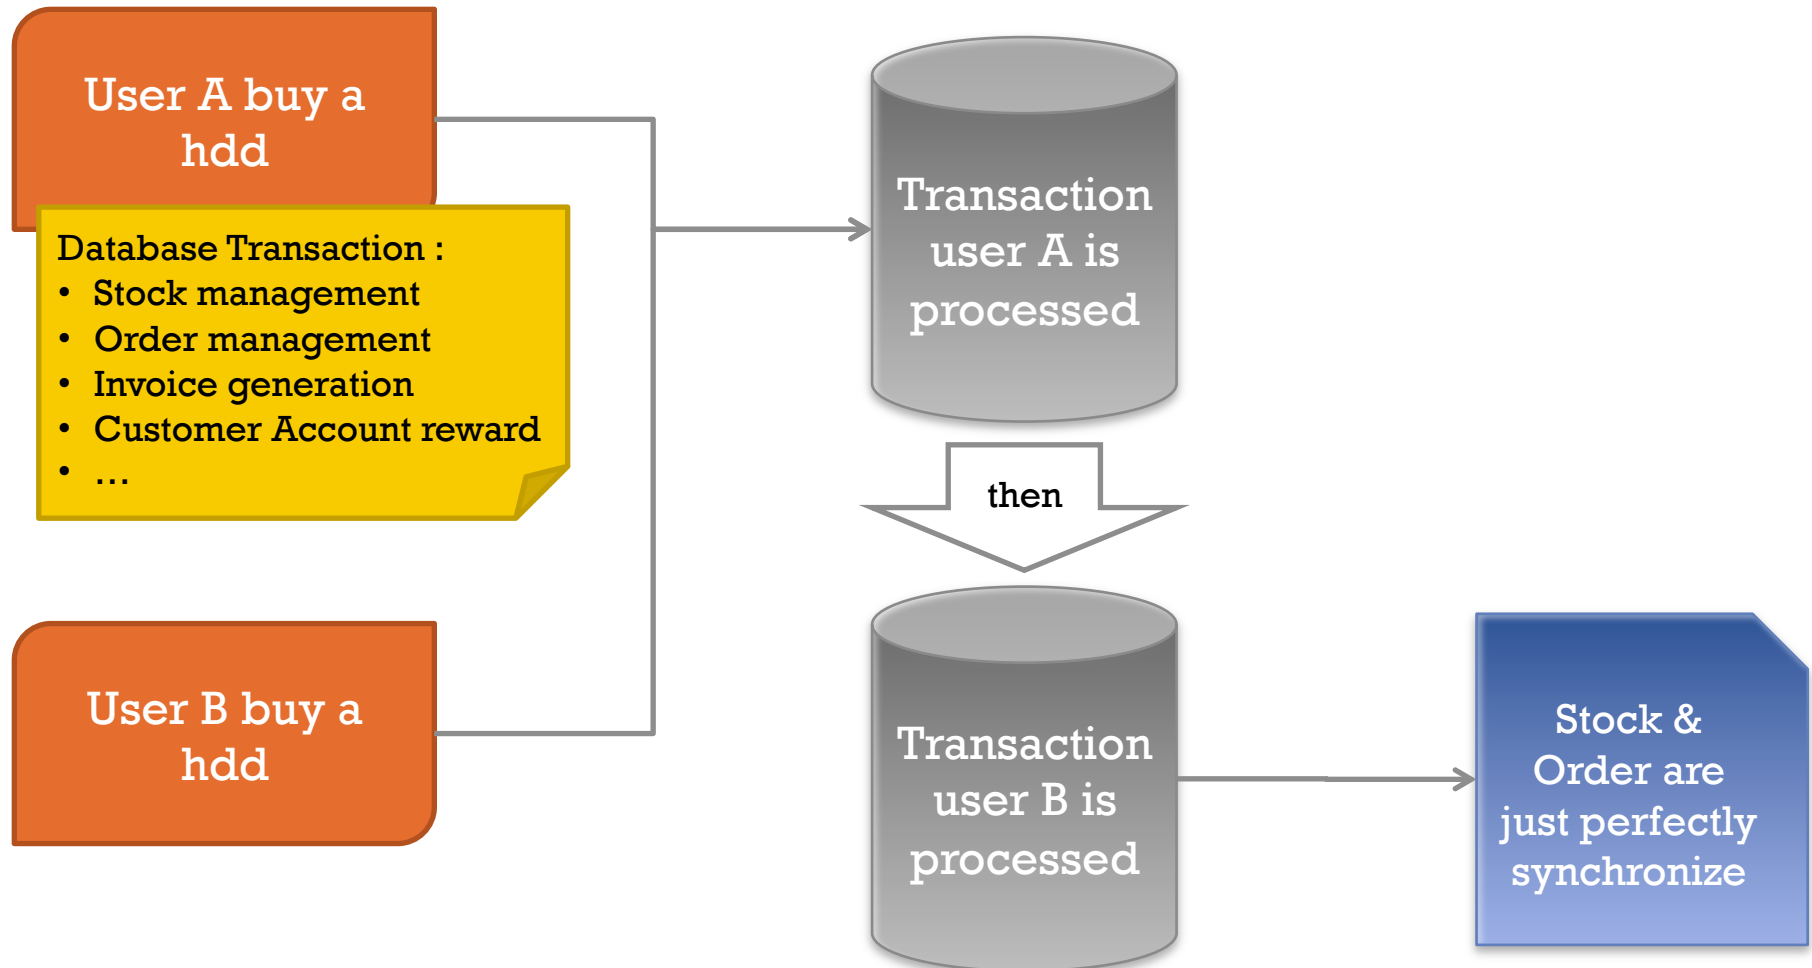 User A buy a
hdd
Database Transaction :
• Stock management
• Order management
• Invoice generation
• Customer Account reward
• …
User B buy a
hdd
Transaction
user A is
processed
then
Transaction
user B is
processed
Stock &
Order are
just perfectly
synchronize